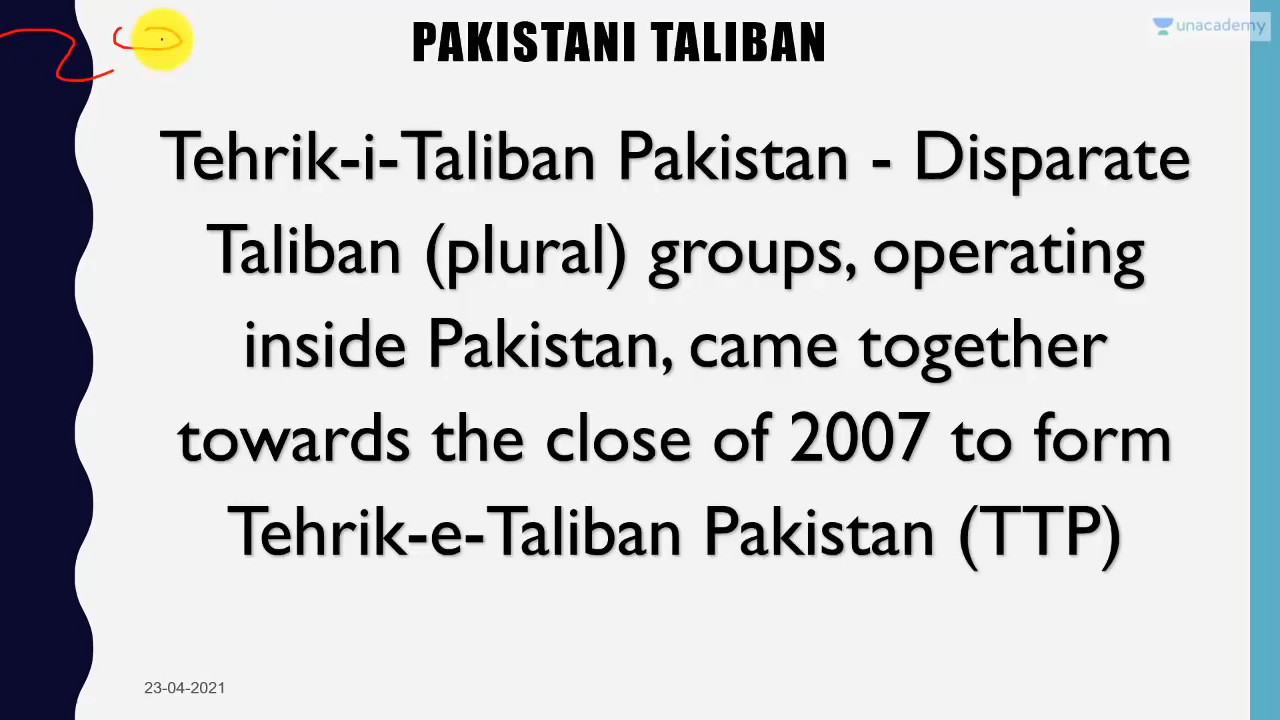 PAKISTANI TALIBAN
unacademy
Tehrik-i-Taliban Pakistan - Disparate
Taliban (plural) groups, operating
inside Pakistan, came together
towards the close of 2007 to form
Tehrik-e-Taliban Pakistan (TTP)
23-04-2021